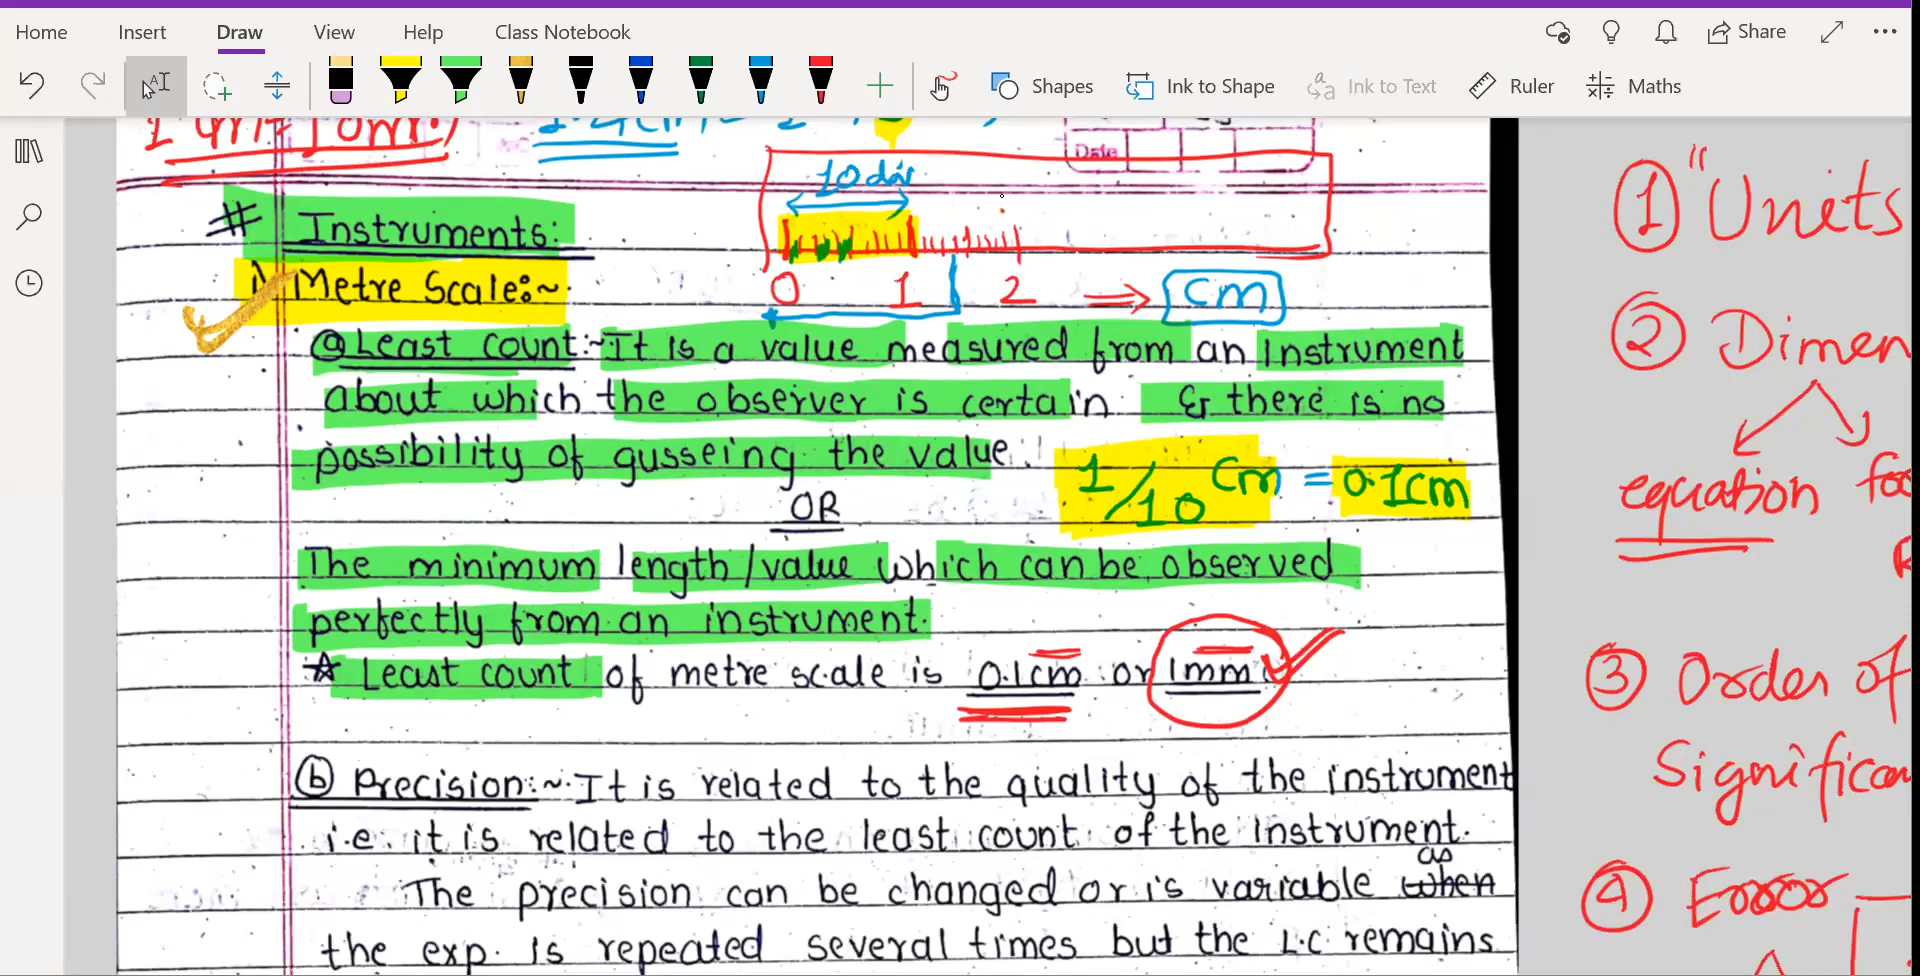 Home Insert Draw View Help Class Notebook Share
Shapes Ink to Shape Ink to Text Ruler Maths
Date
10 div
# Instruments:
1) Metre Scale:~
0 1 2 ⇒ cm
ⓐ Least count:~ It is a value measured from an instrument
about which the observer is certain & there is no
possibility of gusseing the value.
1/10 cm = 0.1cm
OR
The minimum length/value which can be observed
perfectly from an instrument.
☆ Least count of metre scale is 0.1cm or 1mm.
ⓑ Precision:~ It is related to the quality of the instrument
i.e. it is related to the least count of the instrument.
as
The precision can be changed or is variable when
the exp. is repeated several times but the L.C remains
① "Units
② Dimen
equation
③ Order of
Significan
④ Error